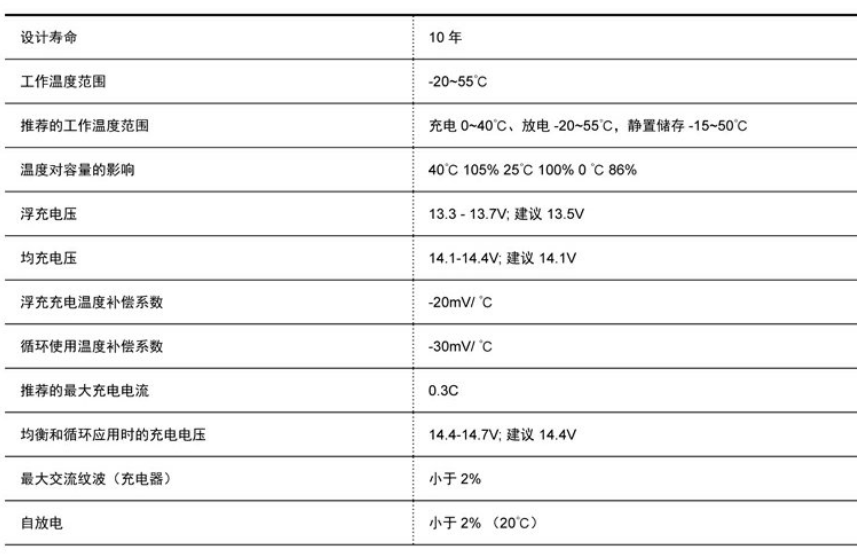 设计寿命 10 年
工作温度范围 -20~55℃
推荐的工作温度范围 充电 0~40℃、放电 -20~55℃，静置储存 -15~50℃
温度对容量的影响 40℃ 105% 25℃ 100% 0 ℃ 86%
浮充电压 13.3 - 13.7V; 建议 13.5V
均充电压 14.1-14.4V; 建议 14.1V
浮充充电温度补偿系数 -20mV/ ℃
循环使用温度补偿系数 -30mV/ ℃
推荐的最大充电电流 0.3C
均衡和循环应用时的充电电压 14.4-14.7V; 建议 14.4V
最大交流纹波（充电器） 小于 2%
自放电 小于 2% （20℃）